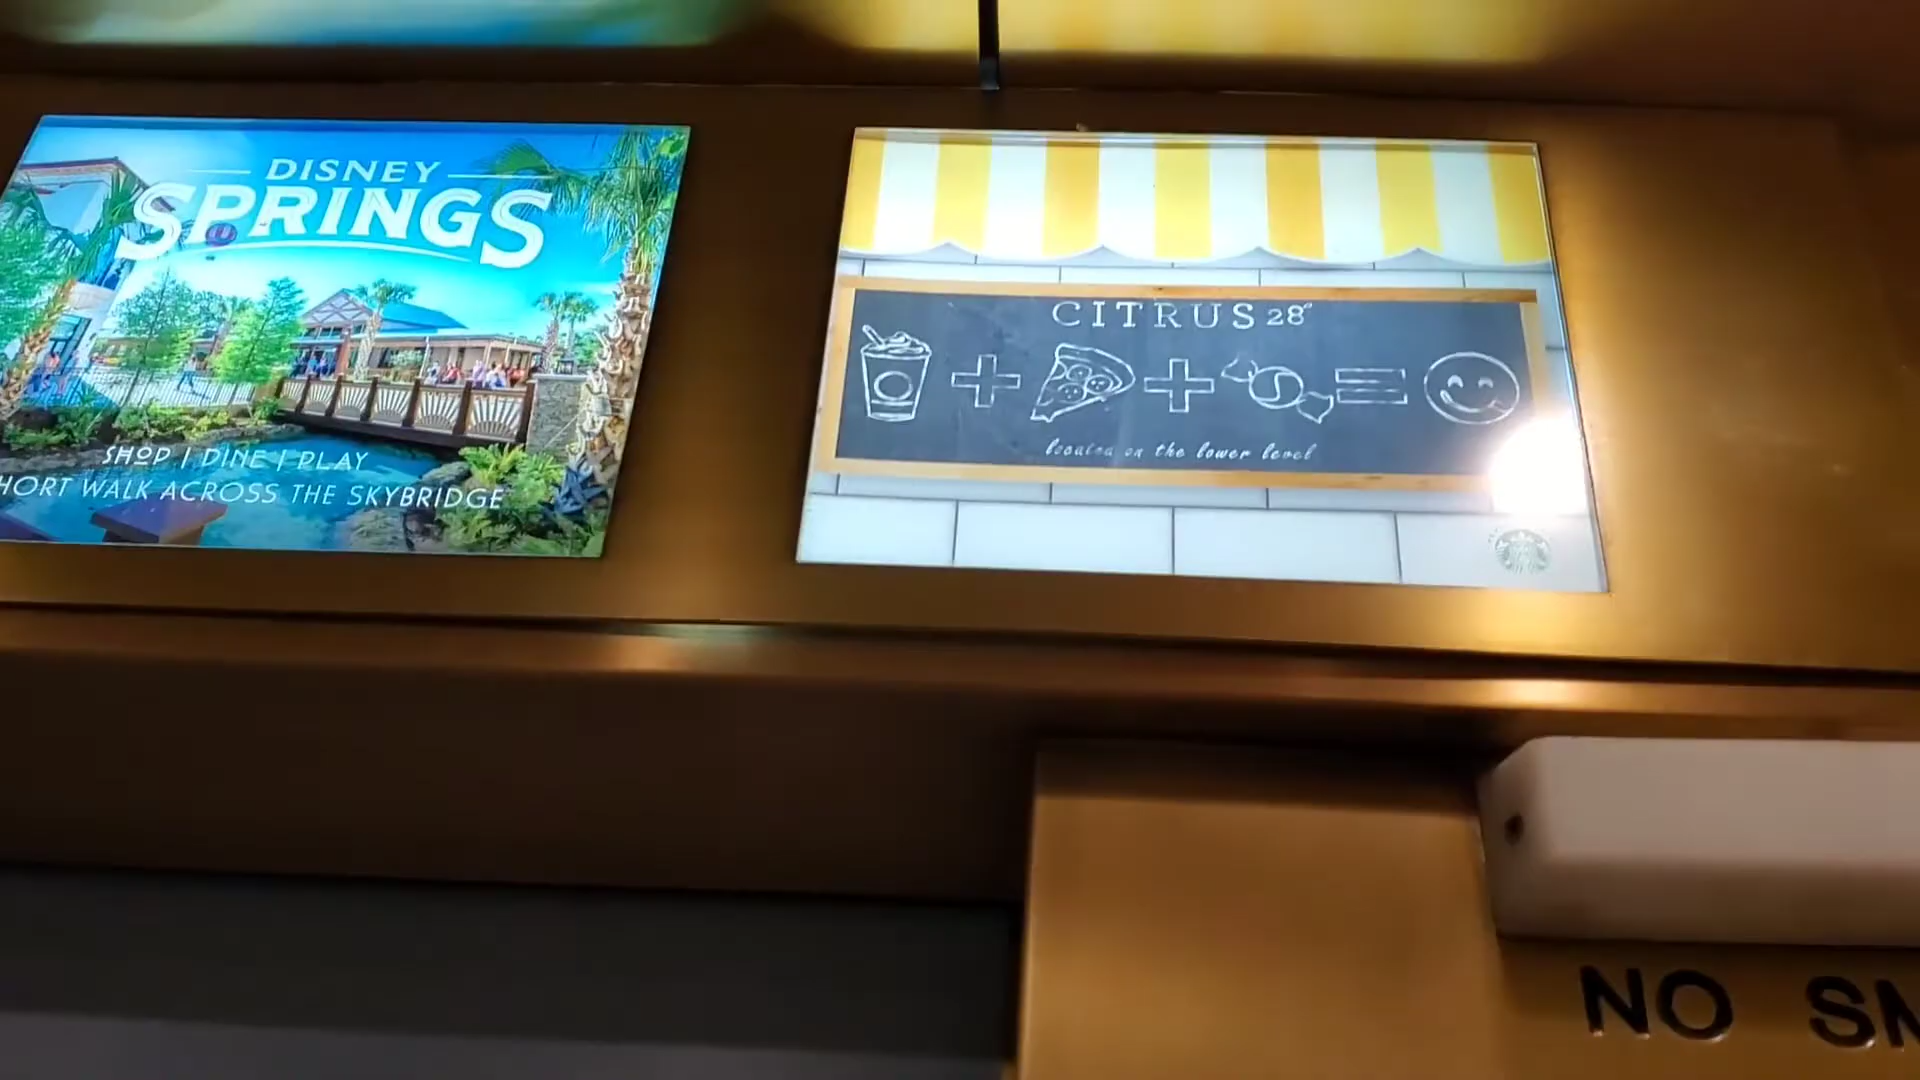 DISNEY
SPRINGS
SHOP | DINE | PLAY
HORT WALK ACROSS THE SKYBRIDGE
CITRUS 28°
located on the lower level
NO SM